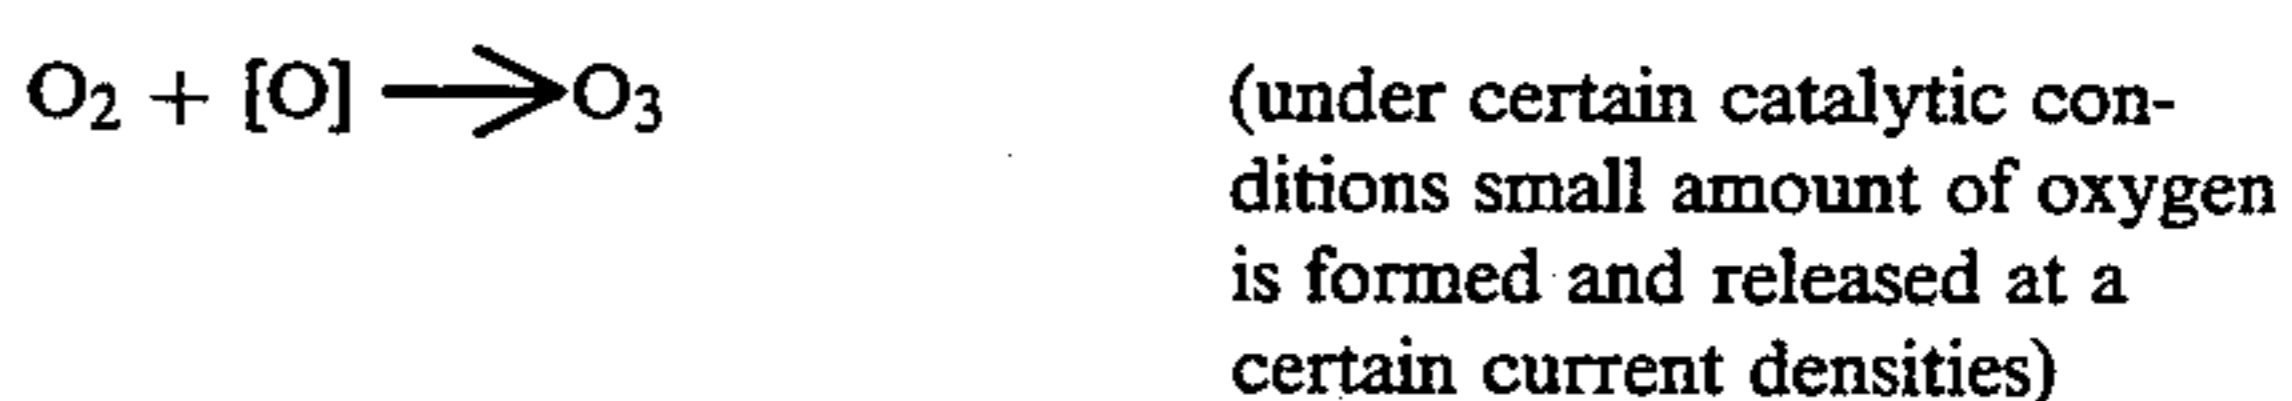 O₂ + [O] ⟶ O₃ (under certain catalytic con-
ditions small amount of oxygen
is formed and released at a
certain current densities)